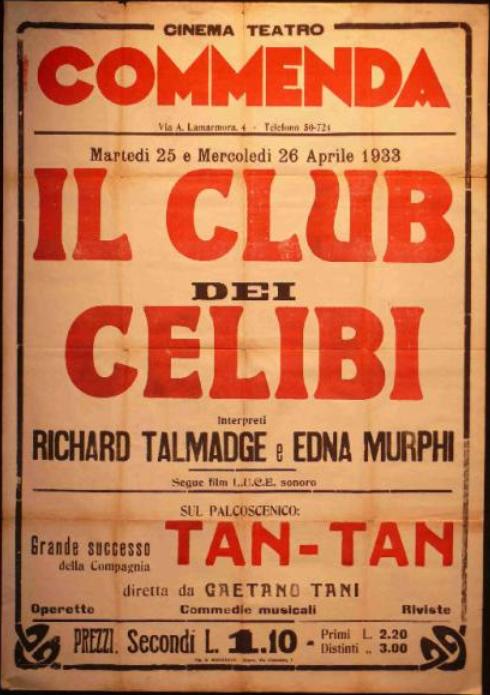 CINEMA TEATRO
COMMENDA
Via A. Lamarmora, 4 - Telefono 50-724
Martedi 25 e Mercoledi 26 Aprile 1933
IL CLUB
DEI
CELIBI
Interpreti
RICHARD TALMADGE e EDNA MURPHI
Segue film L.U.C.E. sonoro
SUL PALCOSCENICO:
Grande successo
della Compagnia
TAN-TAN
diretta da GAETANO TANI
Operette Commedie musicali Riviste
PREZZI. Secondi L. 1.10 - Primi L. 2.20
Distinti „ 3.00